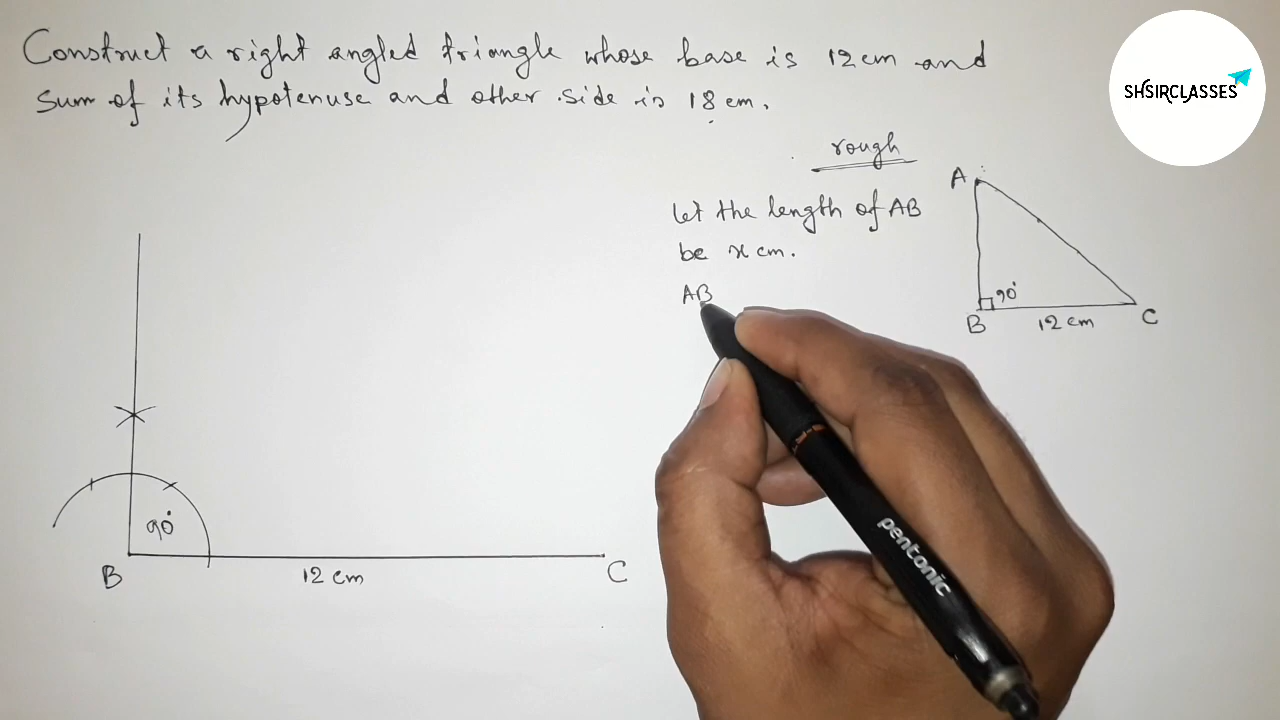 Construct a right angled triangle whose base is 12 cm and
Sum of its hypotenuse and other side is 18 cm.
SHSIRCLASSES
rough
Let the length of AB
be x cm.
AB
A
90°
B
12 cm
C
90°
B
12 cm
C
pentonic